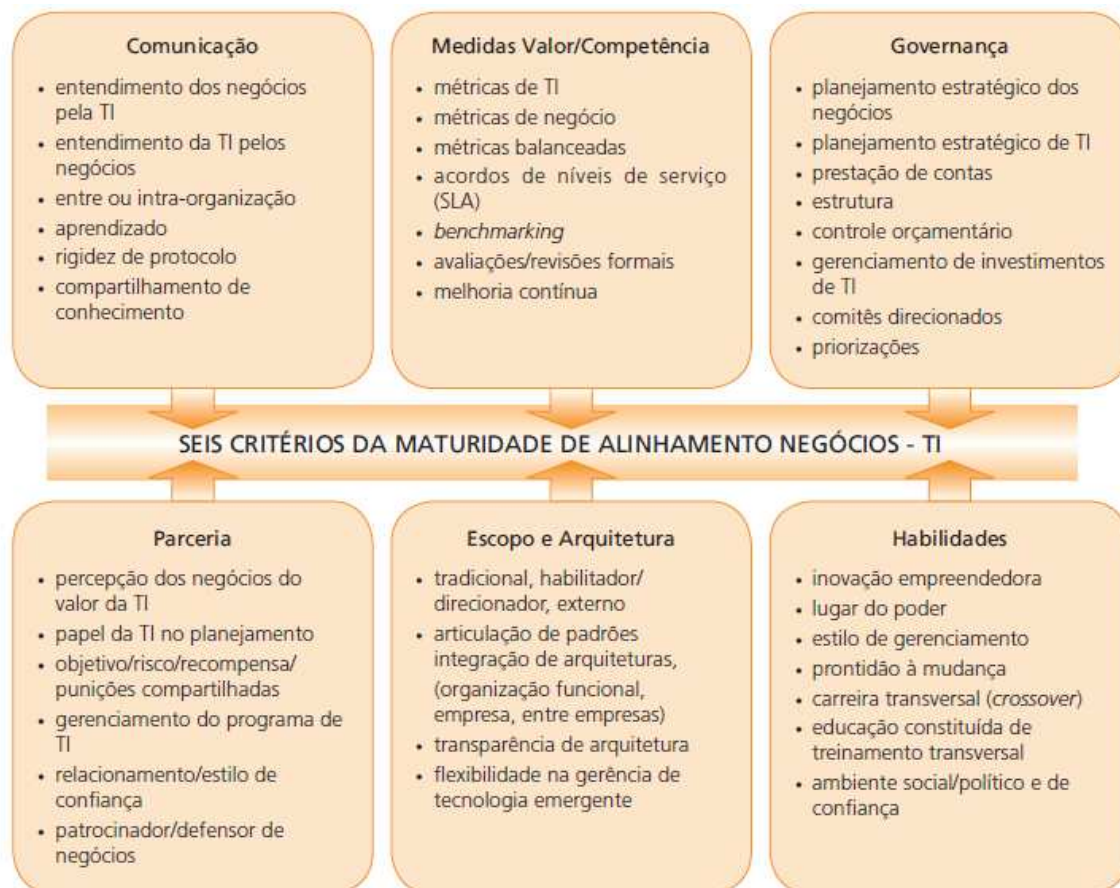 Comunicação
• entendimento dos negócios
pela TI
• entendimento da TI pelos
negócios
• entre ou intra-organização
• aprendizado
• rigidez de protocolo
• compartilhamento de
conhecimento
Medidas Valor/Competência
• métricas de TI
• métricas de negócio
• métricas balanceadas
• acordos de níveis de serviço
(SLA)
• benchmarking
• avaliações/revisões formais
• melhoria contínua
Governança
• planejamento estratégico dos
negócios
• planejamento estratégico de TI
• prestação de contas
• estrutura
• controle orçamentário
• gerenciamento de investimentos
de TI
• comitês direcionados
• priorizações
SEIS CRITÉRIOS DA MATURIDADE DE ALINHAMENTO NEGÓCIOS - TI
Parceria
• percepção dos negócios do
valor da TI
• papel da TI no planejamento
• objetivo/risco/recompensa/
punições compartilhadas
• gerenciamento do programa de
TI
• relacionamento/estilo de
confiança
• patrocinador/defensor de
negócios
Escopo e Arquitetura
• tradicional, habilitador/
direcionador, externo
• articulação de padrões
integração de arquiteturas,
(organização funcional,
empresa, entre empresas)
• transparência de arquitetura
• flexibilidade na gerência de
tecnologia emergente
Habilidades
• inovação empreendedora
• lugar do poder
• estilo de gerenciamento
• prontidão à mudança
• carreira transversal (crossover)
• educação constituída de
treinamento transversal
• ambiente social/político e de
confiança